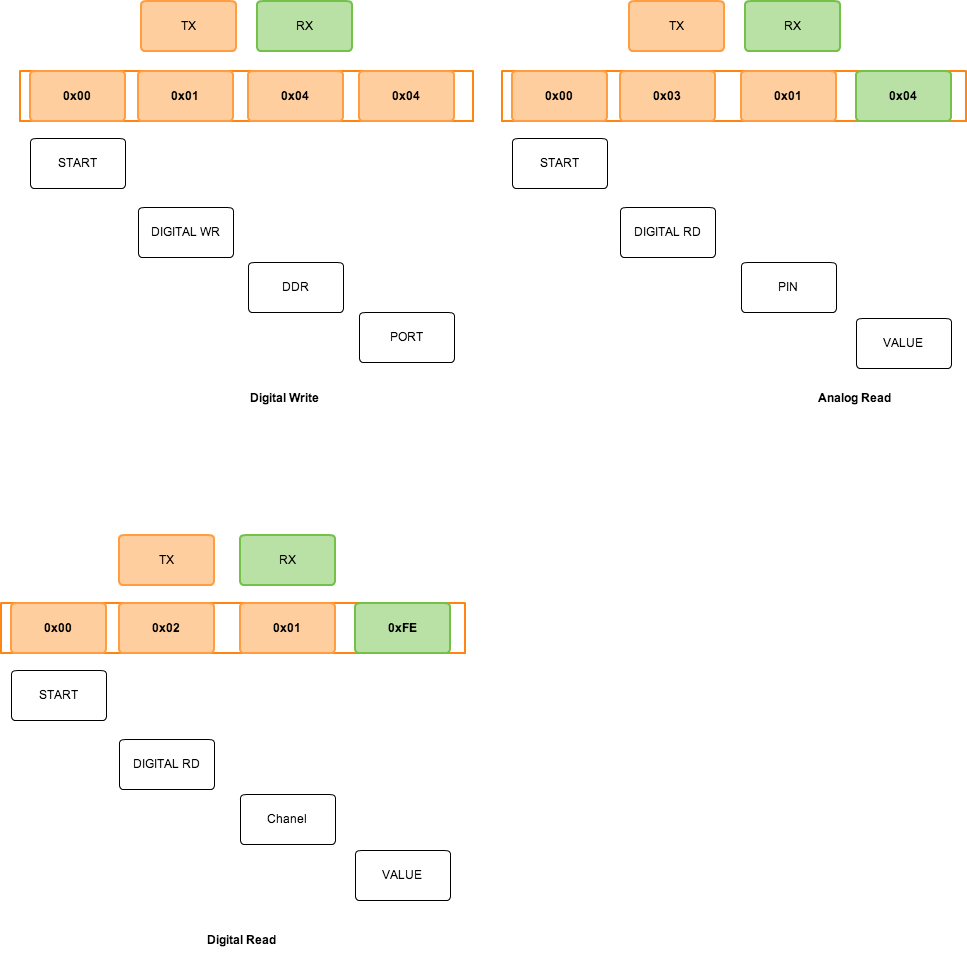 TX
RX
0x00
0x01
0x04
0x04
START
DIGITAL WR
DDR
PORT
Digital Write
TX
RX
0x00
0x03
0x01
0x04
START
DIGITAL RD
PIN
VALUE
Analog Read
TX
RX
0x00
0x02
0x01
0xFE
START
DIGITAL RD
Chanel
VALUE
Digital Read